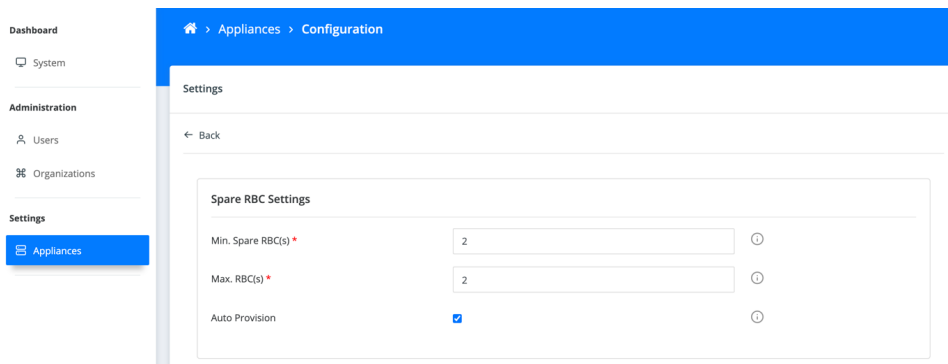 Dashboard
System
Administration
Users
Organizations
Settings
Appliances
> Appliances > Configuration
Settings
← Back
Spare RBC Settings
Min. Spare RBC(s) * 2
Max. RBC(s) * 2
Auto Provision